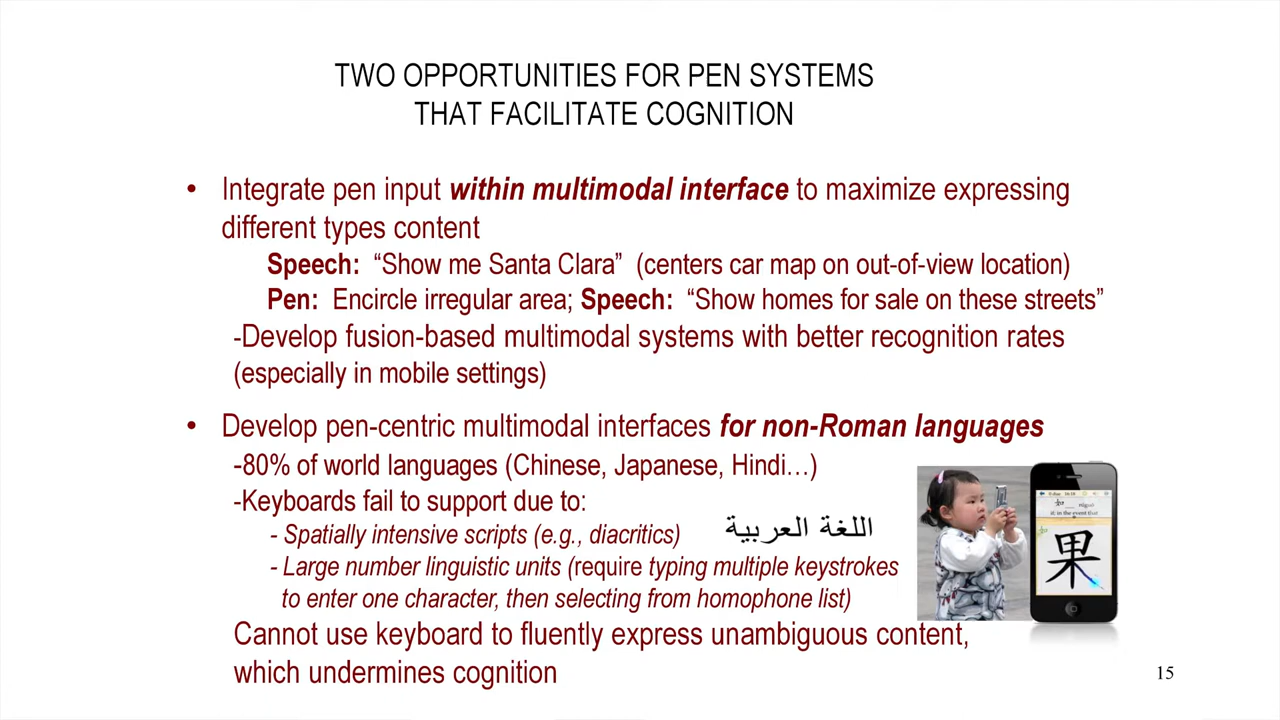 TWO OPPORTUNITIES FOR PEN SYSTEMS
THAT FACILITATE COGNITION
• Integrate pen input within multimodal interface to maximize expressing
different types content
Speech: “Show me Santa Clara” (centers car map on out-of-view location)
Pen: Encircle irregular area; Speech: “Show homes for sale on these streets”
-Develop fusion-based multimodal systems with better recognition rates
(especially in mobile settings)
• Develop pen-centric multimodal interfaces for non-Roman languages
-80% of world languages (Chinese, Japanese, Hindi…)
-Keyboards fail to support due to:
- Spatially intensive scripts (e.g., diacritics)
اللغة العربية
- Large number linguistic units (require typing multiple keystrokes
to enter one character, then selecting from homophone list)
Cannot use keyboard to fluently express unambiguous content,
which undermines cognition
in the event that
果
15